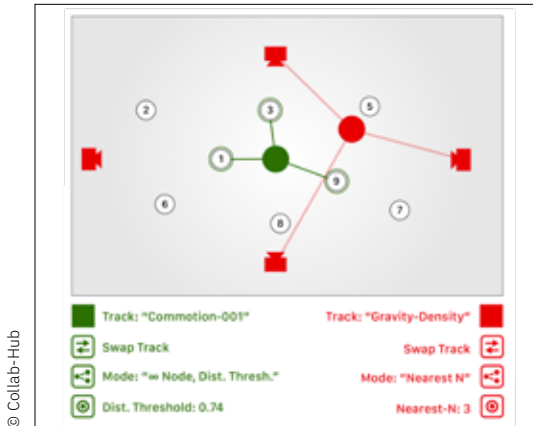 3
5
2
1
9
6
8
7
Track: "Commotion-001"
Track: "Gravity-Density"
Swap Track
Swap Track
Mode: "∞ Node, Dist. Thresh."
Mode: "Nearest N"
Dist. Threshold: 0.74
Nearest-N: 3
© Collab-Hub